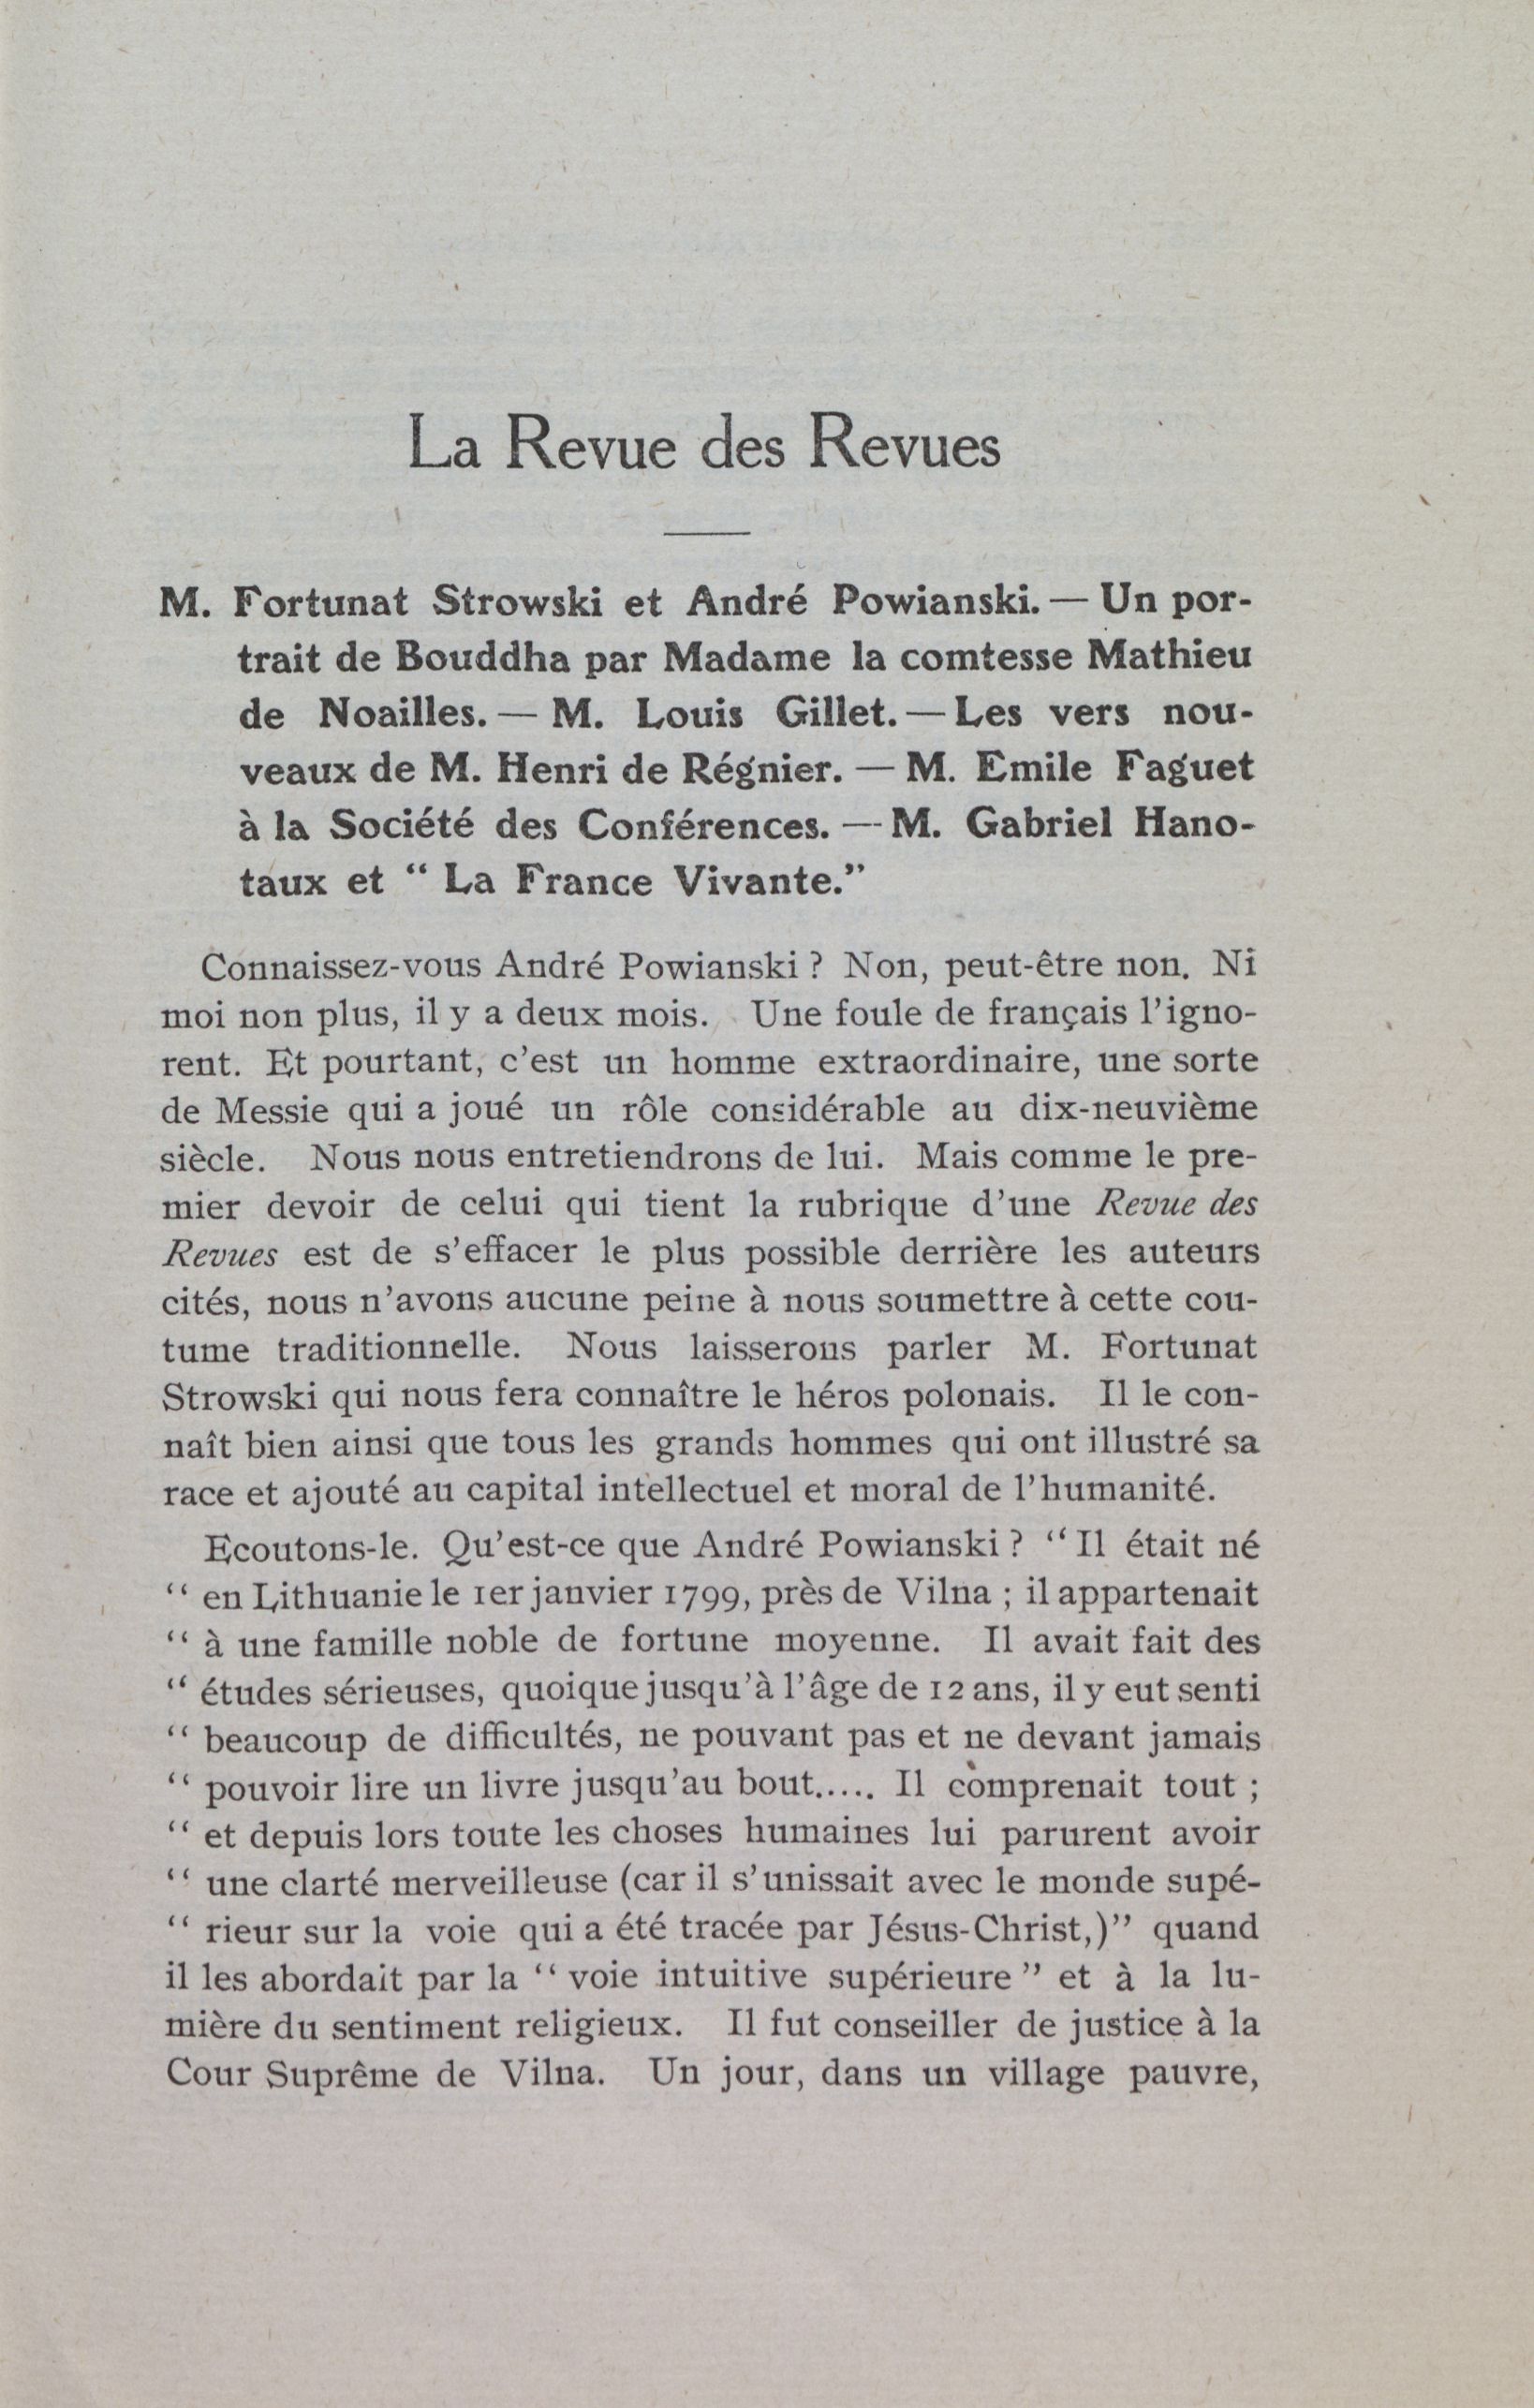 La Revue des Revues
M. Fortunat Strowski et André Powianski. — Un por-
trait de Bouddha par Madame la comtesse Mathieu
de Noailles. — M. Louis Gillet. — Les vers nou-
veaux de M. Henri de Régnier. — M. Emile Faguet
à la Société des Conférences. — M. Gabriel Hano-
taux et “ La France Vivante.”
Connaissez-vous André Powianski ? Non, peut-être non. Ni
moi non plus, il y a deux mois. Une foule de français l’igno-
rent. Et pourtant, c’est un homme extraordinaire, une sorte
de Messie qui a joué un rôle considérable au dix-neuvième
siècle. Nous nous entretiendrons de lui. Mais comme le pre-
mier devoir de celui qui tient la rubrique d’une Revue des
Revues est de s’effacer le plus possible derrière les auteurs
cités, nous n’avons aucune peine à nous soumettre à cette cou-
tume traditionnelle. Nous laisserons parler M. Fortunat
Strowski qui nous fera connaître le héros polonais. Il le con-
naît bien ainsi que tous les grands hommes qui ont illustré sa
race et ajouté au capital intellectuel et moral de l’humanité.
Ecoutons-le. Qu’est-ce que André Powianski ? “ Il était né
“ en Lithuanie le 1er janvier 1799, près de Vilna ; il appartenait
“ à une famille noble de fortune moyenne. Il avait fait des
“ études sérieuses, quoique jusqu’à l’âge de 12 ans, il y eut senti
“ beaucoup de difficultés, ne pouvant pas et ne devant jamais
“ pouvoir lire un livre jusqu’au bout..... Il comprenait tout ;
“ et depuis lors toute les choses humaines lui parurent avoir
“ une clarté merveilleuse (car il s’unissait avec le monde supé-
“ rieur sur la voie qui a été tracée par Jésus-Christ,)” quand
il les abordait par la “ voie intuitive supérieure ” et à la lu-
mière du sentiment religieux. Il fut conseiller de justice à la
Cour Suprême de Vilna. Un jour, dans un village pauvre,